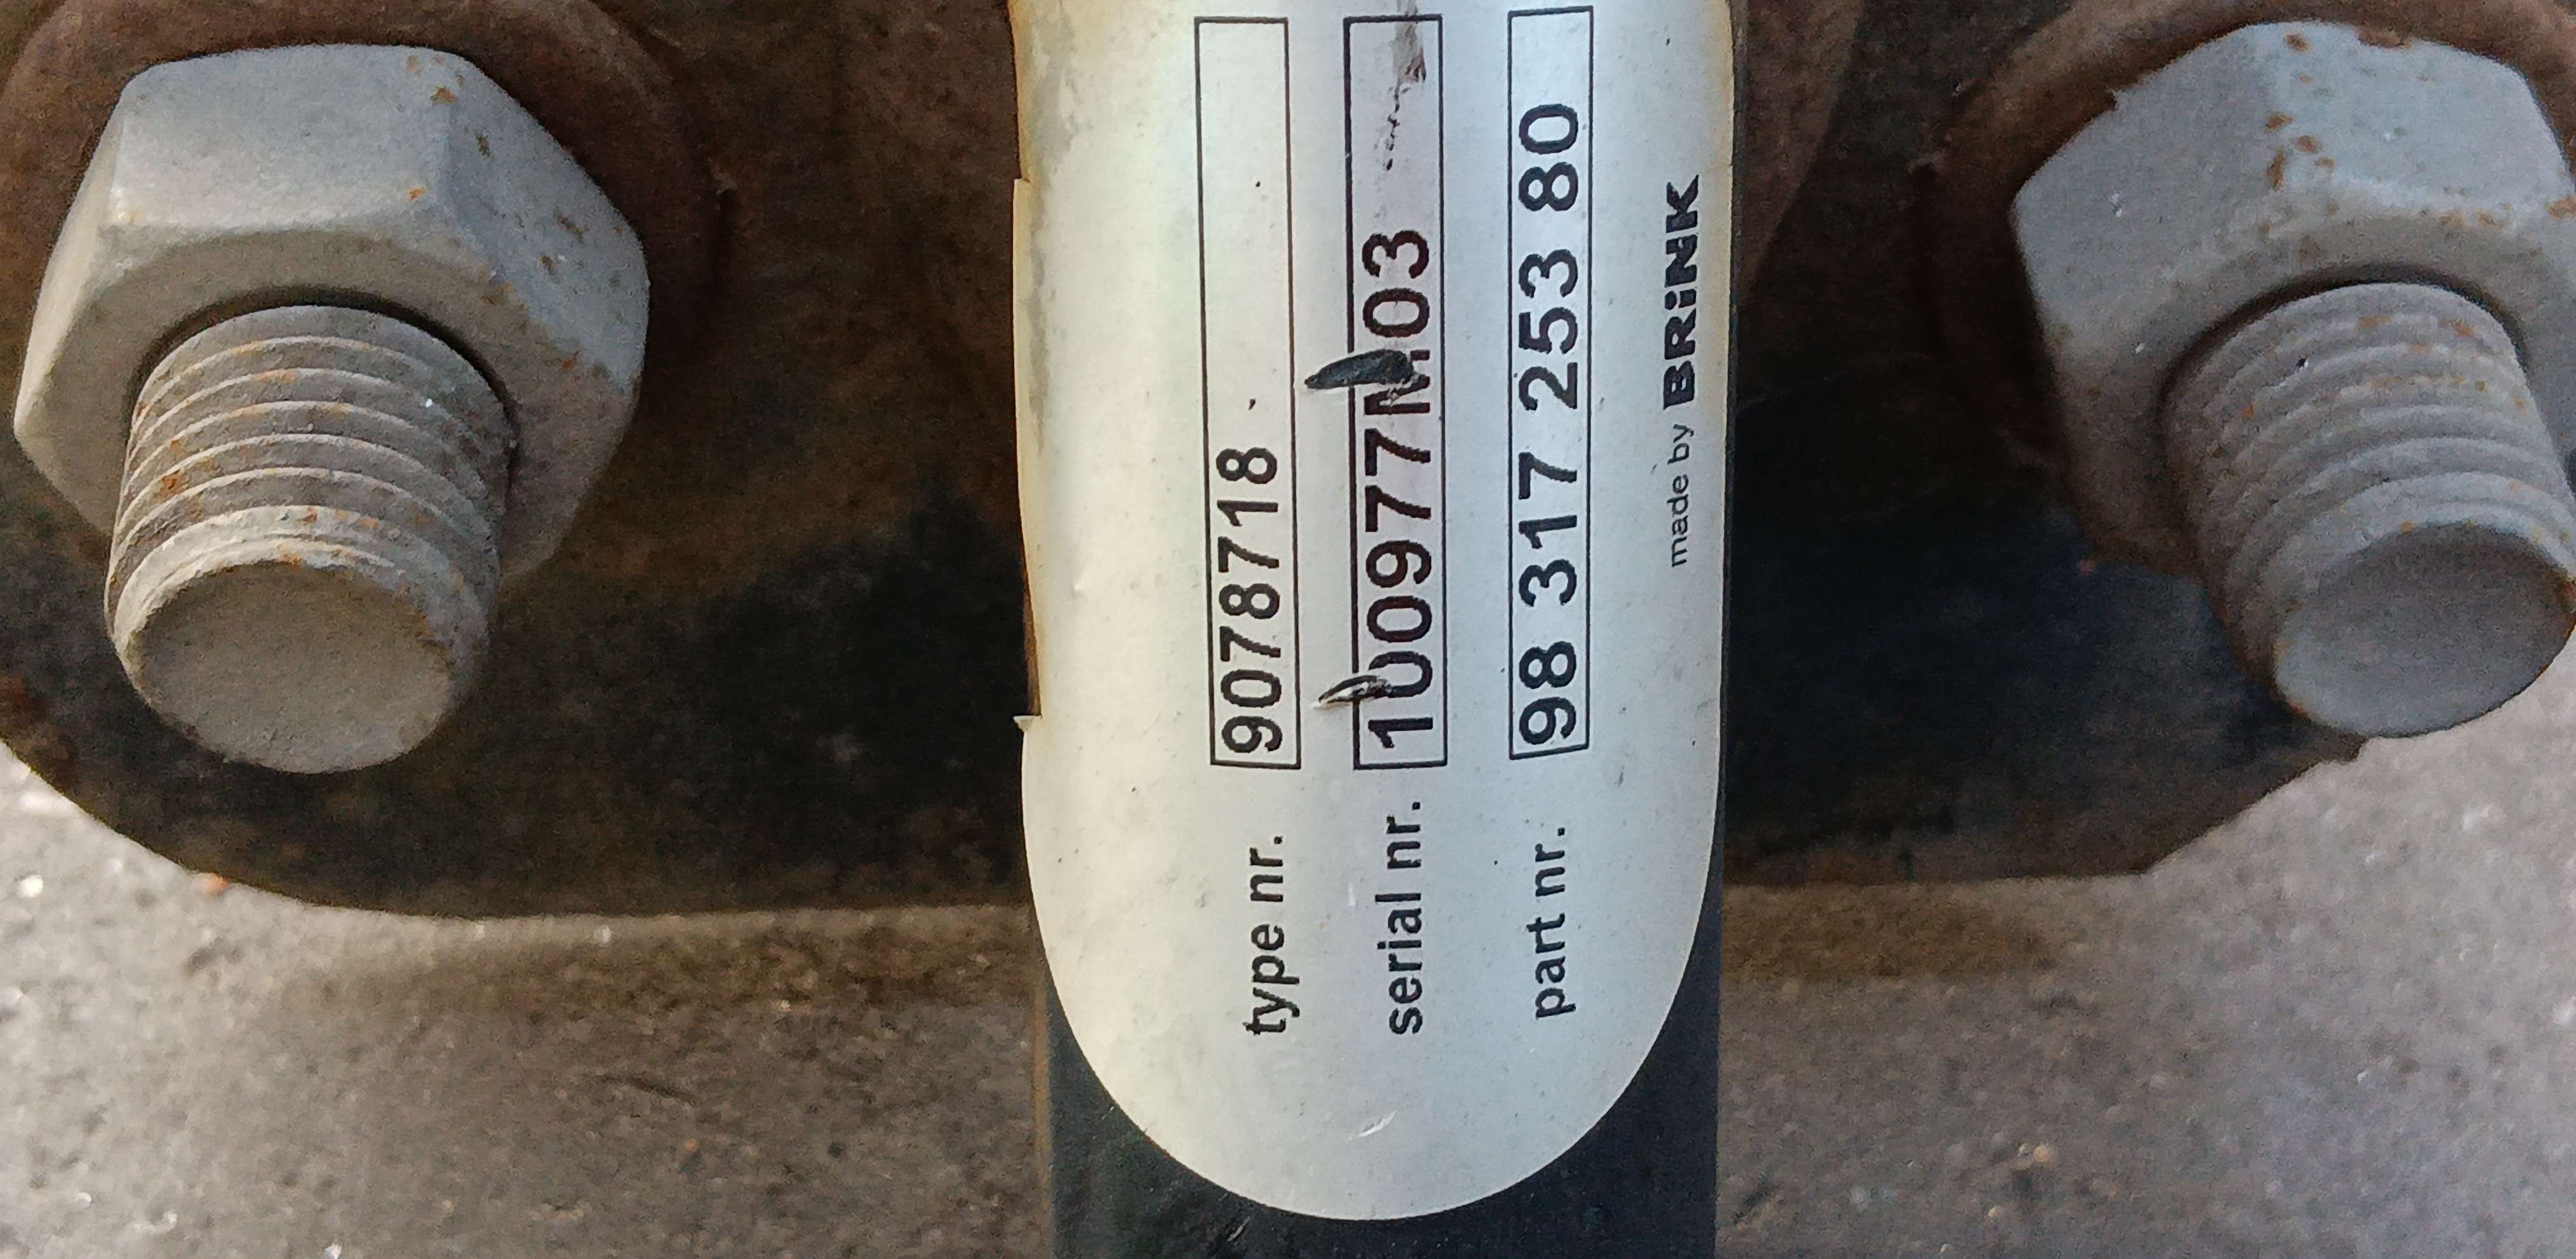 type nr. 9078718
serial nr. 100977M03
part nr. 98 317 253 80
made by BRiNK